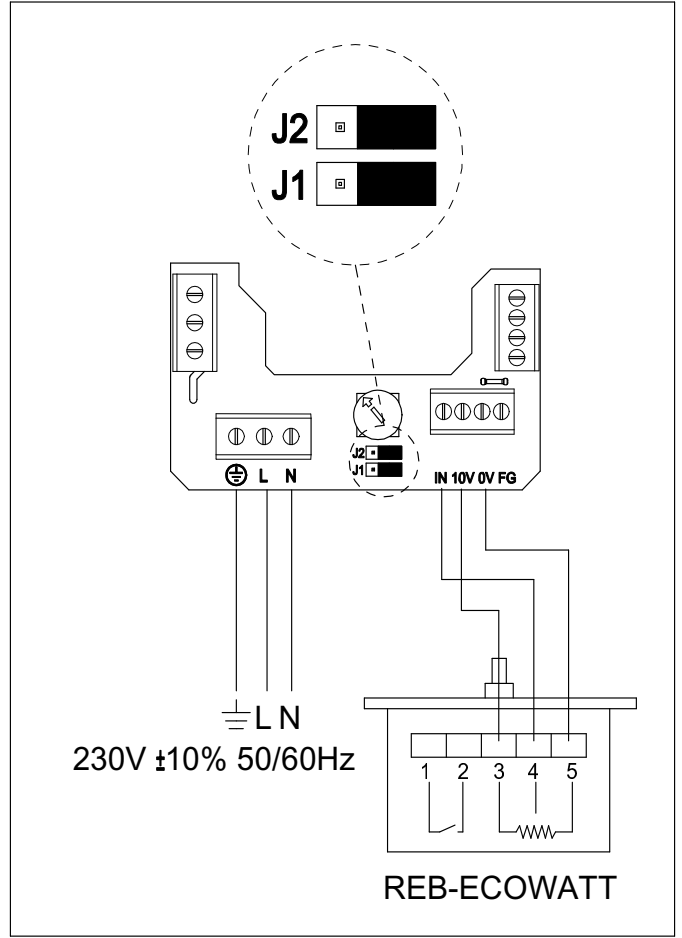 J2
J1
J2
J1
⏚ L N
IN 10V 0V FG
L N
230V ±10% 50/60Hz
1 2 3 4 5
REB-ECOWATT